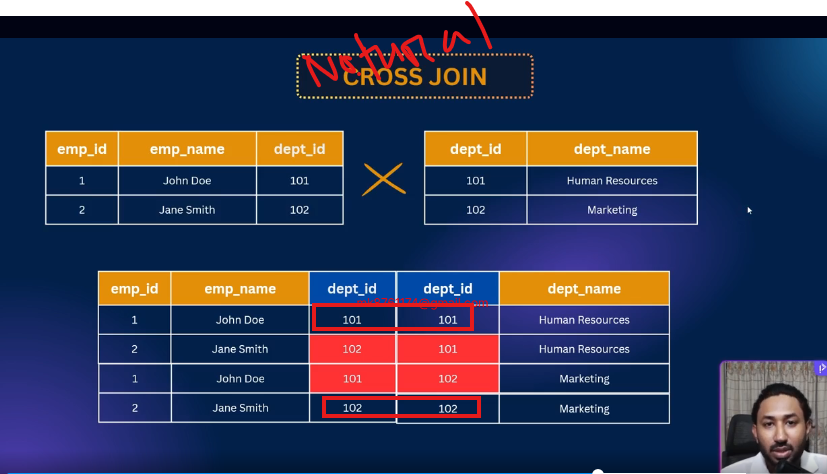 Natural
CROSS JOIN
emp_id emp_name dept_id
1 John Doe 101
2 Jane Smith 102
dept_id dept_name
101 Human Resources
102 Marketing
emp_id emp_name dept_id dept_id dept_name
1 John Doe 101 101 Human Resources
2 Jane Smith 102 101 Human Resources
1 John Doe 101 102 Marketing
2 Jane Smith 102 102 Marketing